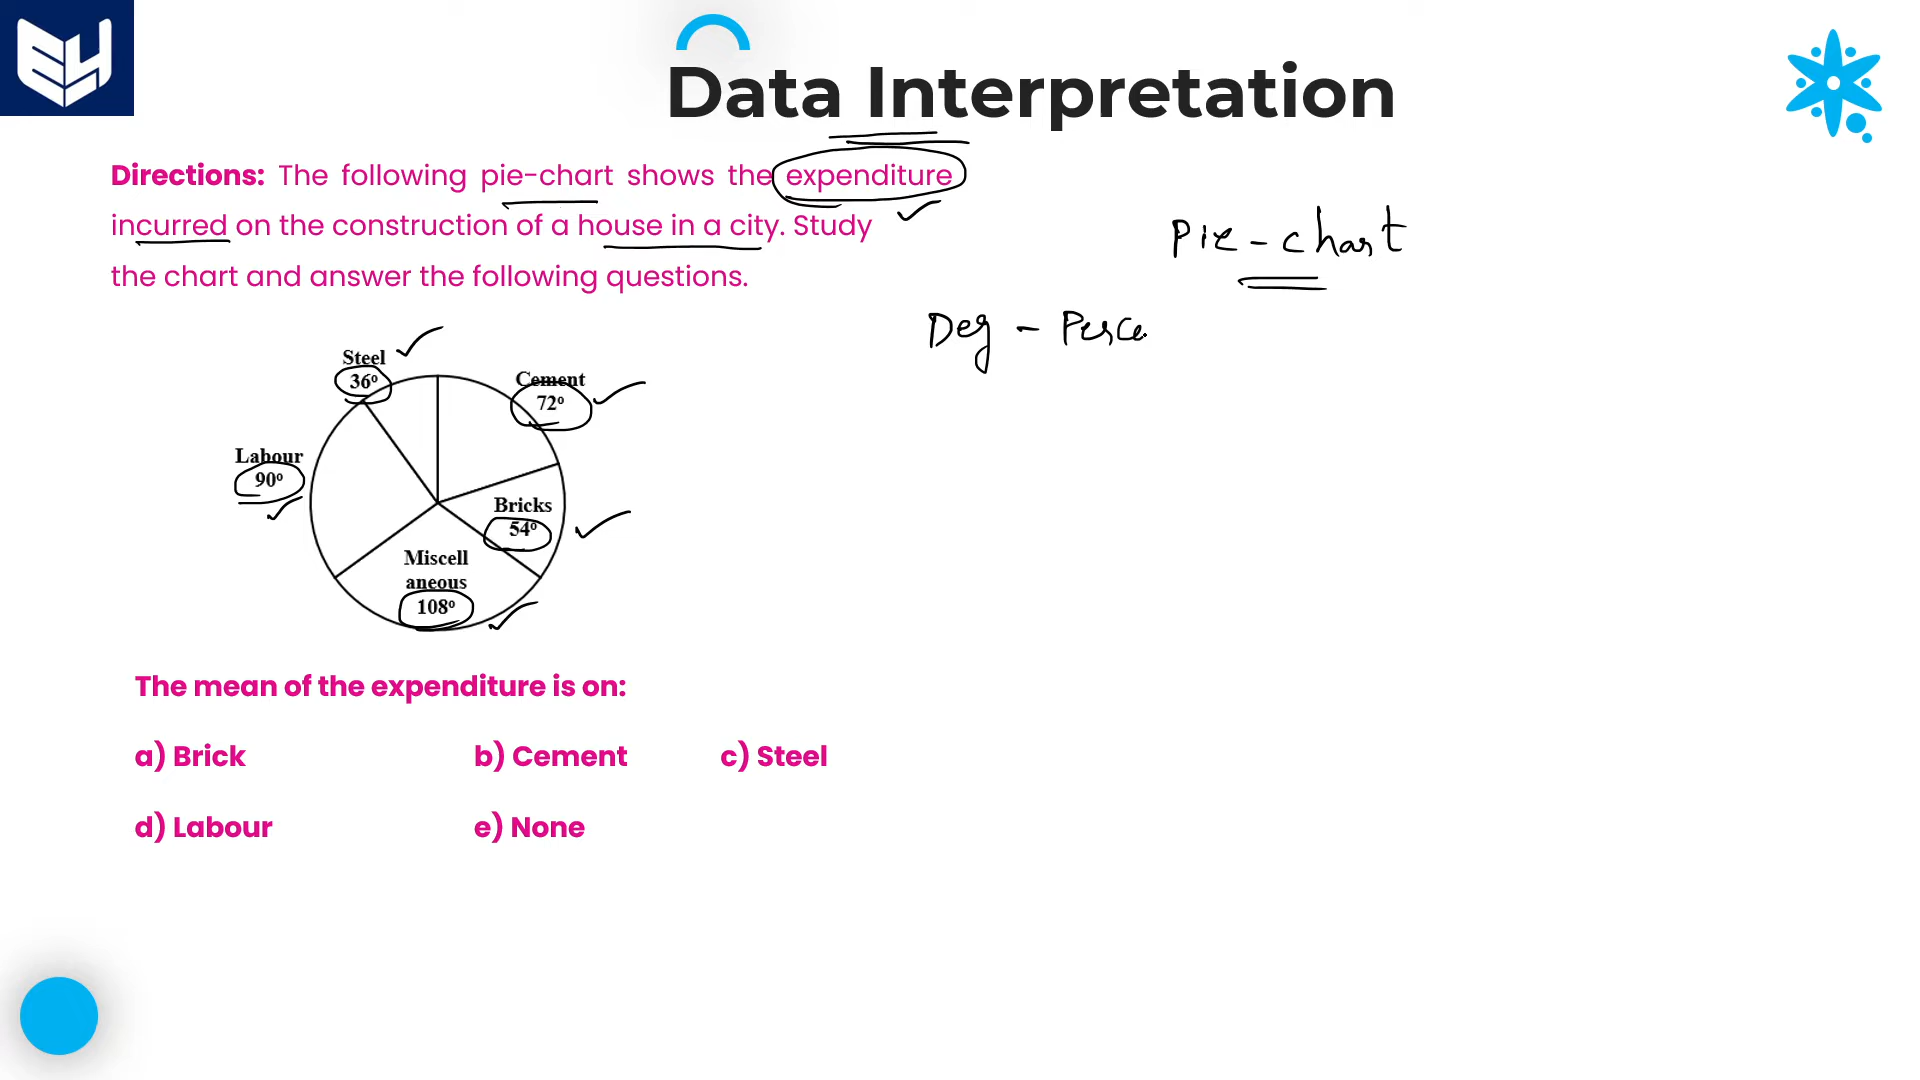 Data Interpretation
Directions: The following pie-chart shows the expenditure
incurred on the construction of a house in a city. Study
the chart and answer the following questions.
Pie - chart
Deg - Perce
Steel
36°
Cement
72°
Labour
90°
Bricks
54°
Miscell
aneous
108°
The mean of the expenditure is on:
a) Brick b) Cement c) Steel
d) Labour e) None